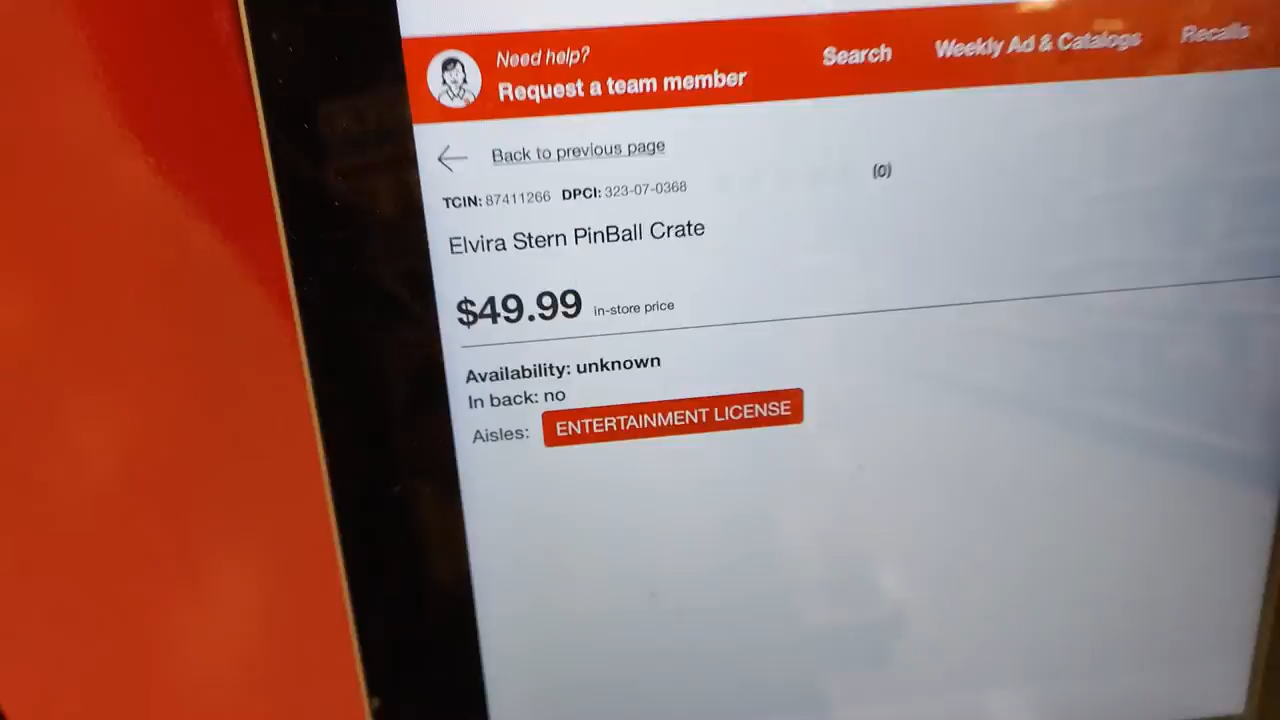 Need help?
Request a team member
Search
Weekly Ad & Catalogs
Recalls
Back to previous page
(0)
TCIN: 87411266 DPCI: 323-07-0368
Elvira Stern PinBall Crate
$49.99 in-store price
Availability: unknown
In back: no
Aisles: ENTERTAINMENT LICENSE